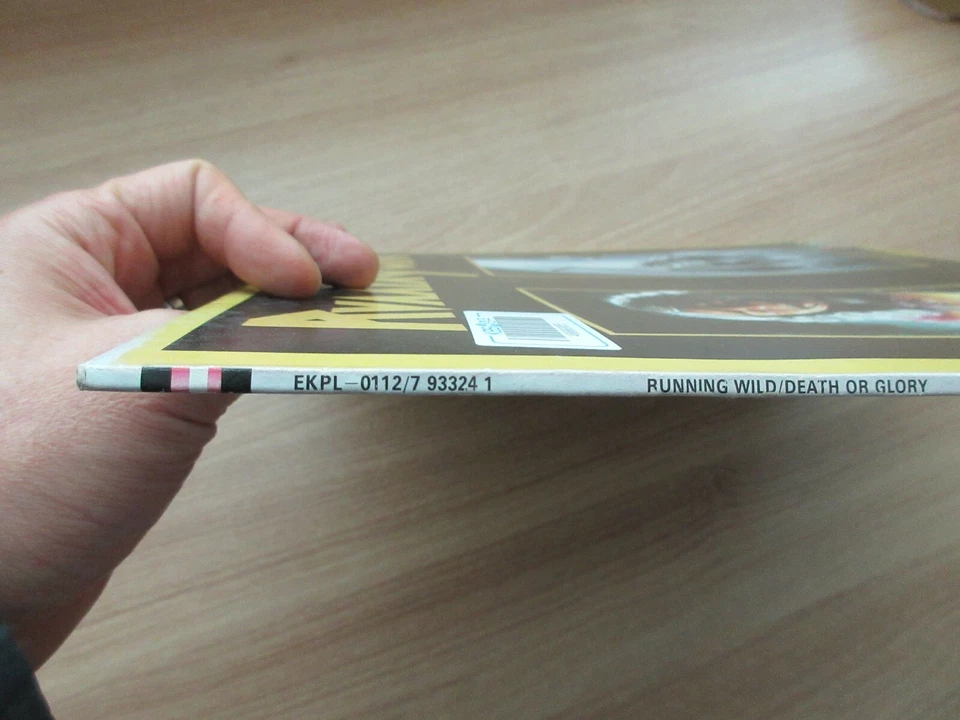 EKPL-0112/7 93324 1 RUNNING WILD/DEATH OR GLORY